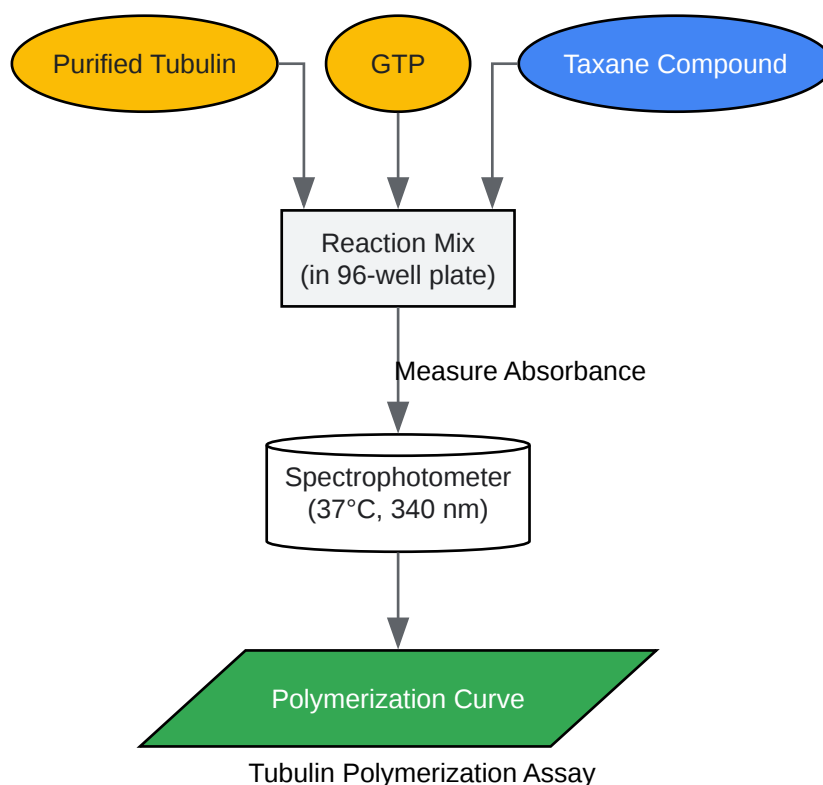 Purified Tubulin
GTP
Taxane Compound
Reaction Mix
(in 96-well plate)
Measure Absorbance
Spectrophotometer
(37°C, 340 nm)
Polymerization Curve
Tubulin Polymerization Assay